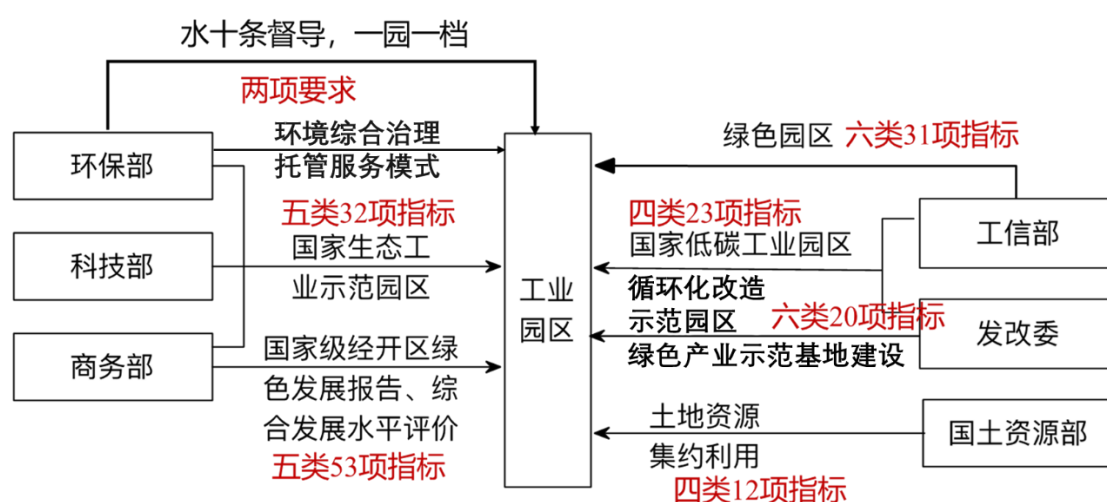 水十条督导，一园一档
两项要求
环境综合治理
托管服务模式
环保部
五类32项指标
国家生态工
业示范园区
科技部
国家级经开区绿
色发展报告、综
合发展水平评价
五类53项指标
商务部
工业
园区
绿色园区 六类31项指标
四类23项指标
国家低碳工业园区
工信部
循环化改造
示范园区 六类20项指标
绿色产业示范基地建设
发改委
土地资源
集约利用
四类12项指标
国土资源部